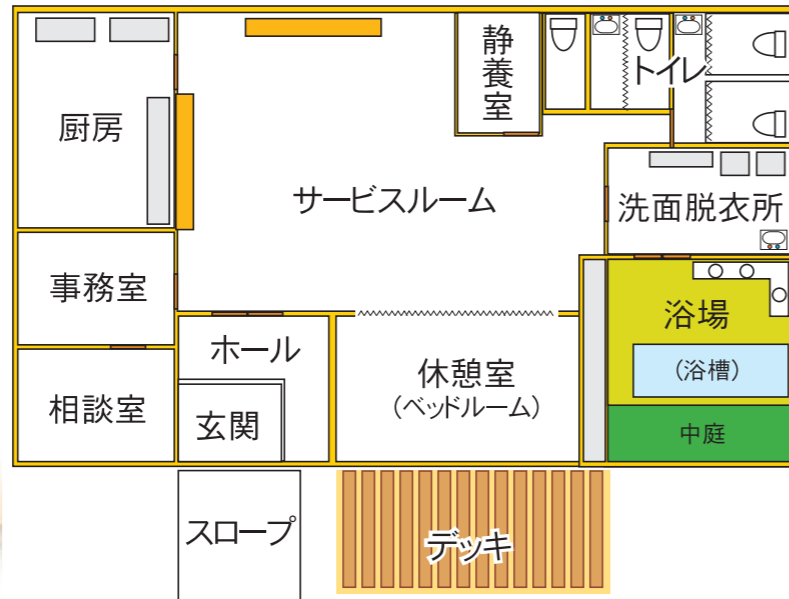 静養室
トイレ
厨房
サービスルーム
洗面脱衣所
事務室
浴場
ホール
休憩室
(ベッドルーム)
(浴槽)
相談室
玄関
中庭
スロープ
デッキ